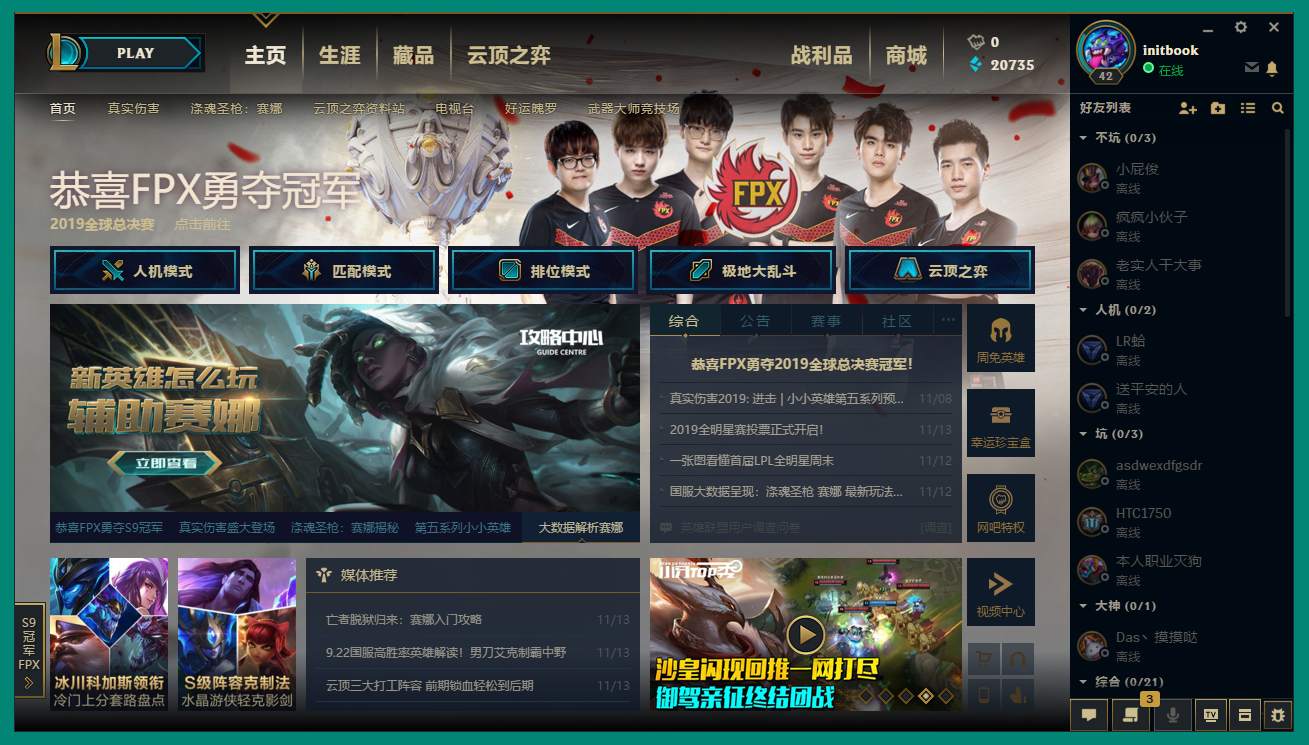 PLAY
主页
生涯
藏品
云顶之弈
战利品
商城
0
20735
42
initbook
在线
首页
真实伤害
涤魂圣枪：赛娜
云顶之弈资料站
电视台
好运魄罗
武器大师竞技场
恭喜FPX勇夺冠军
2019全球总决赛 点击前往
FPX
人机模式
匹配模式
排位模式
极地大乱斗
云顶之弈
攻略中心
GUIDE CENTRE
新英雄怎么玩
辅助赛娜
立即查看
恭喜FPX勇夺S9冠军
真实伤害盛大登场
涤魂圣枪：赛娜揭秘
第五系列小小英雄
大数据解析赛娜
综合
公告
赛事
社区
···
恭喜FPX勇夺2019全球总决赛冠军！
真实伤害2019: 进击 | 小小英雄第五系列预... 11/08
2019全明星赛投票正式开启！ 11/13
一张图看懂首届LPL全明星周末 11/12
国服大数据呈现：涤魂圣枪 赛娜 最新玩法... 11/12
英雄联盟用户调查问卷 [调查]
周免英雄
幸运珍宝盒
网吧特权
视频中心
S9
冠
军
FPX
冰川科加斯领衔
冷门上分套路盘点
S级阵容克制法
水晶游侠轻克影剑
媒体推荐
亡者脱狱归来：赛娜入门攻略 11/13
9.22国服高胜率英雄解读！男刀艾克制霸中野 11/13
云顶三大打工阵容 前期锁血轻松到后期 11/13
沙皇闪现回推一网打尽
御驾亲征终结团战
好友列表
不坑 (0/3)
小屁俊
离线
疯疯小伙子
离线
老实人干大事
离线
人机 (0/2)
LR蛤
离线
送平安的人
离线
坑 (0/3)
asdwexdfgsdr
离线
HTC1750
离线
本人职业灭狗
离线
大神 (0/1)
Das丶摸摸哒
离线
综合 (0/21)
3
TV